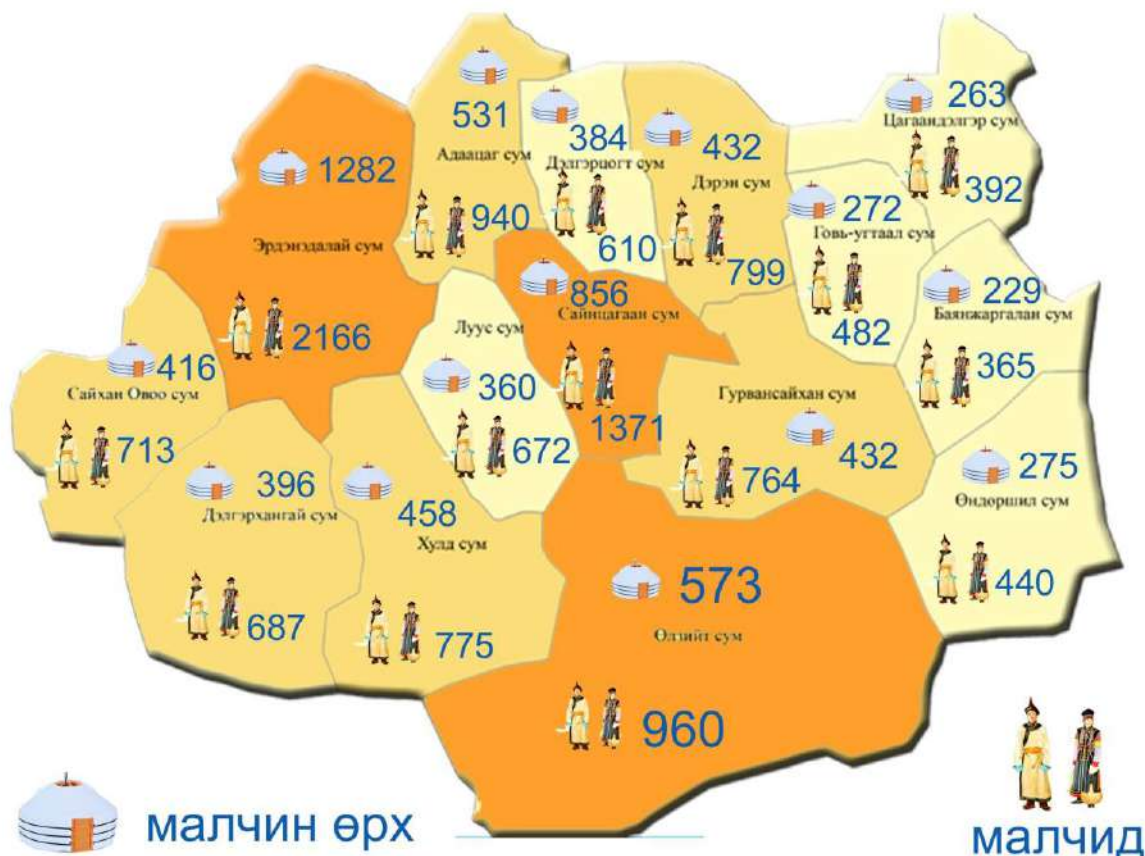 531
Адаацаг сум
940
384
Дэлгэрцогт сум
610
432
Дэрэн сум
799
263
Цагаандэлгэр сум
392
272
Говь-угтаал сум
482
1282
Эрдэнэдалай сум
2166
856
Сайнцагаан сум
1371
229
Баянжаргалан сум
365
416
Сайхан Овоо сум
713
Луус сум
360
672
Гурвансайхан сум
432
764
396
Дэлгэрхангай сум
687
458
Хулд сум
775
275
Өндөршил сум
440
573
Өлзийт сум
960
малчин өрх
малчид